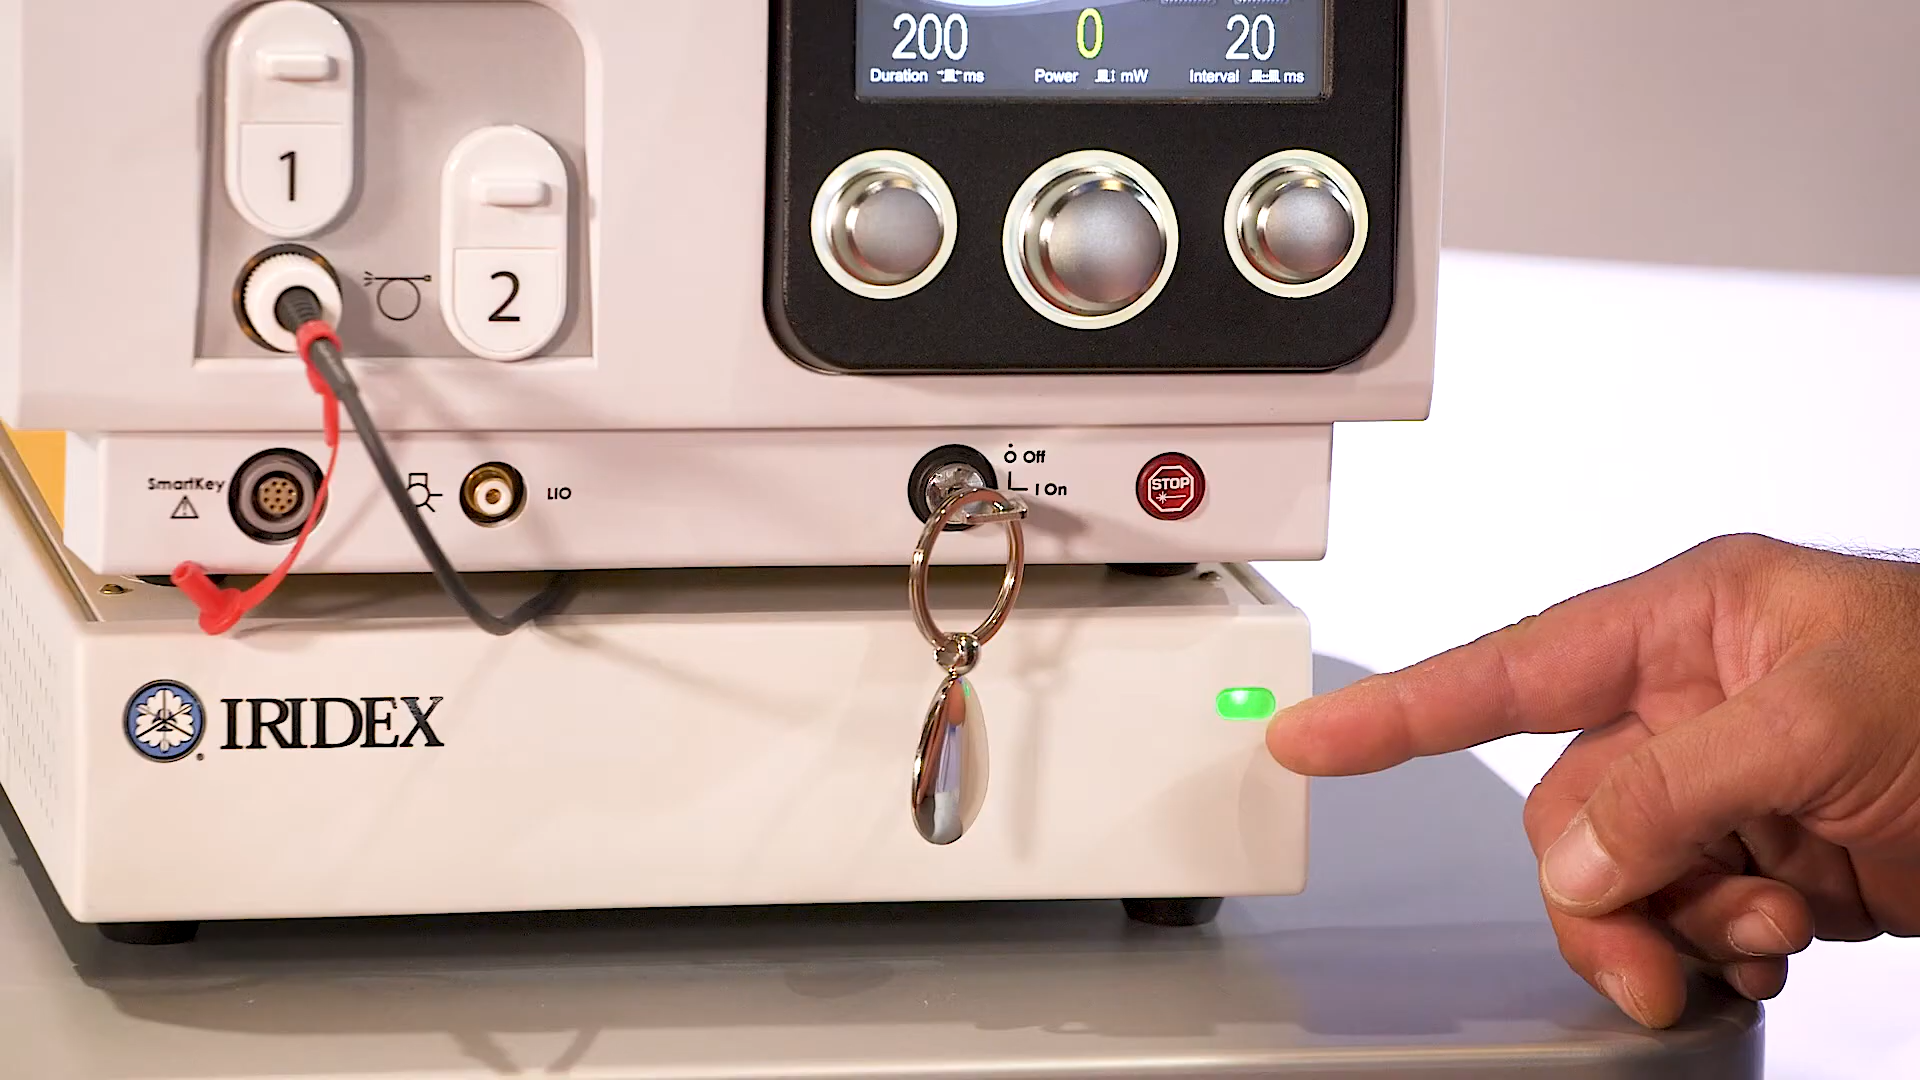 200 0 20
Duration ms Power mW Interval ms
1
2
SmartKey
LIO
Off
I On
STOP
IRIDEX